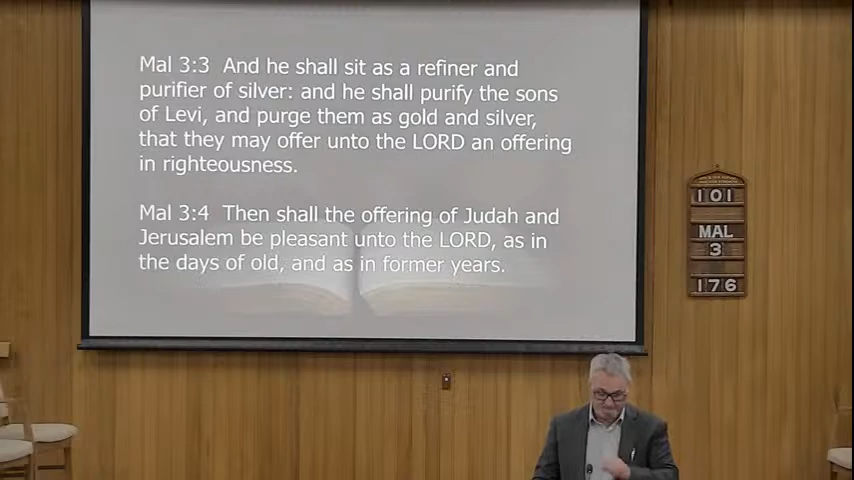 Mal 3:3 And he shall sit as a refiner and
purifier of silver: and he shall purify the sons
of Levi, and purge them as gold and silver,
that they may offer unto the LORD an offering
in righteousness.
Mal 3:4 Then shall the offering of Judah and
Jerusalem be pleasant unto the LORD, as in
the days of old, and as in former years.
101
MAL
3
176